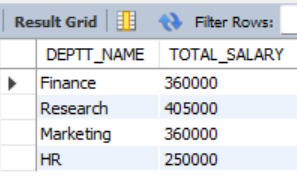 Result Grid Filter Rows:
DEPTT_NAME TOTAL_SALARY
Finance 360000
Research 405000
Marketing 360000
HR 250000